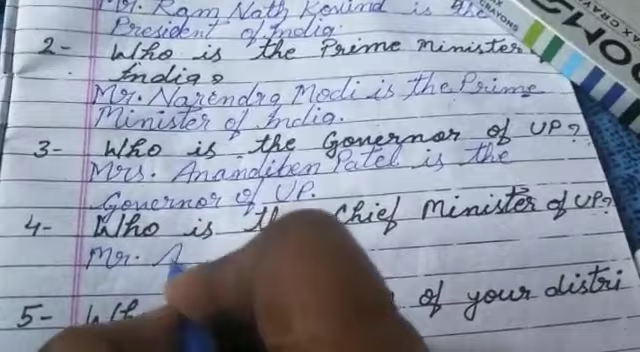 Mr. Ram Nath Kovind is the
President of India.
2- Who is the Prime minister
India?
Mr. Narendra Modi is the Prime
Minister of India.
3- Who is the Governor of UP?
Mrs. Anandiben Patel is the
Governor of UP.
4- Who is Chief Minister of UP?
Mr. A
5- of your distri
CRAYONS
DOMS